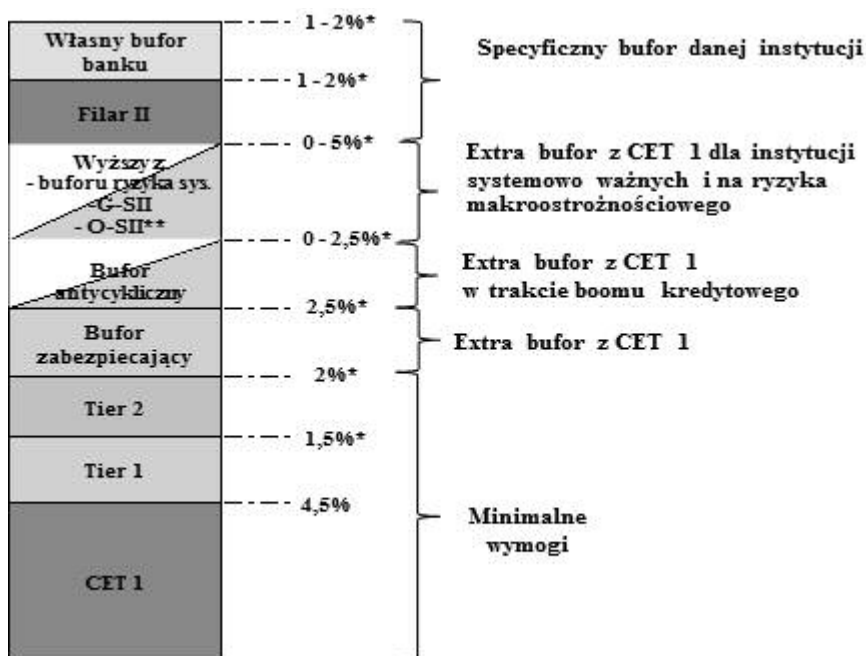 Własny bufor
banku
Filar II
Wyższy z
- buforu ryzyka sys.
-G-SII
- O-SII**
Bufor
antycykliczny
Bufor
zabezpiecający
Tier 2
Tier 1
CET 1
1 - 2%*
1-2%*
0-5%*
0 - 2,5%*
2,5%*
2%*
1,5%*
4,5%
Specyficzny bufor danej instytucji
Extra bufor z CET 1 dla instytucji
systemowo ważnych i na ryzyka
makroostrożnościowego
Extra bufor z CET 1
w trakcie boomu kredytowego
Extra bufor z CET 1
Minimalne
wymogi